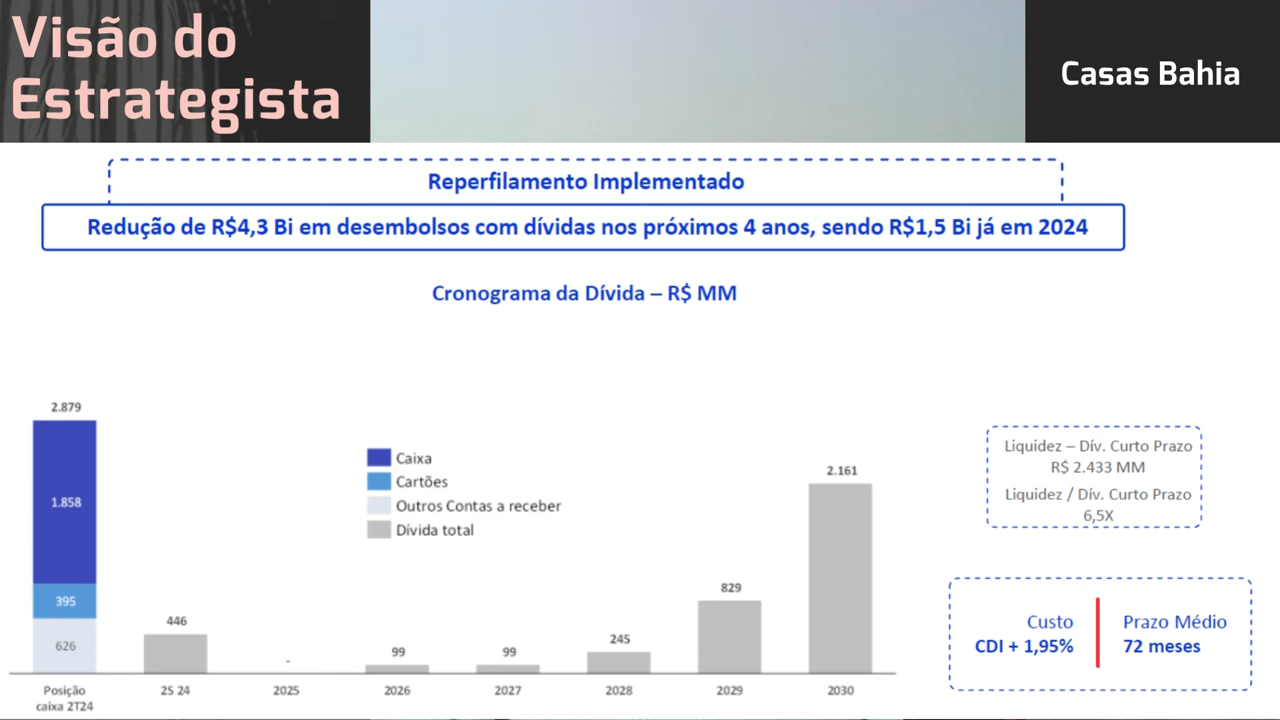 Visão do
Estrategista
Casas Bahia
Reperfilamento Implementado
Redução de R$4,3 Bi em desembolsos com dívidas nos próximos 4 anos, sendo R$1,5 Bi já em 2024
Cronograma da Dívida – R$ MM
2.879
1.858
395
626
446
-
99
99
245
829
2.161
Caixa
Cartões
Outros Contas a receber
Dívida total
Posição
caixa 2T24
2S 24
2025
2026
2027
2028
2029
2030
Liquidez – Dív. Curto Prazo
R$ 2.433 MM
Liquidez / Dív. Curto Prazo
6,5X
Custo
CDI + 1,95%
Prazo Médio
72 meses